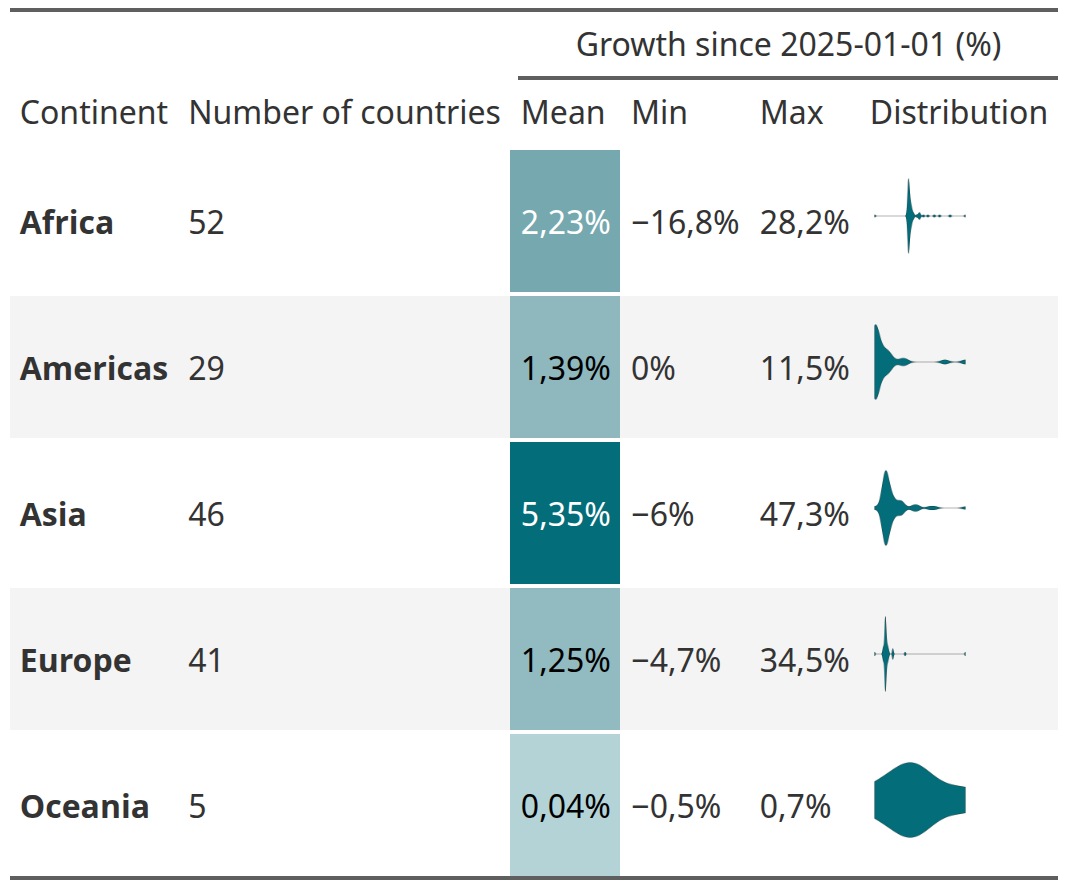 Growth since 2025-01-01 (%)
Continent Number of countries Mean Min Max Distribution
Africa 52 2,23% −16,8% 28,2%
Americas 29 1,39% 0% 11,5%
Asia 46 5,35% −6% 47,3%
Europe 41 1,25% −4,7% 34,5%
Oceania 5 0,04% −0,5% 0,7%